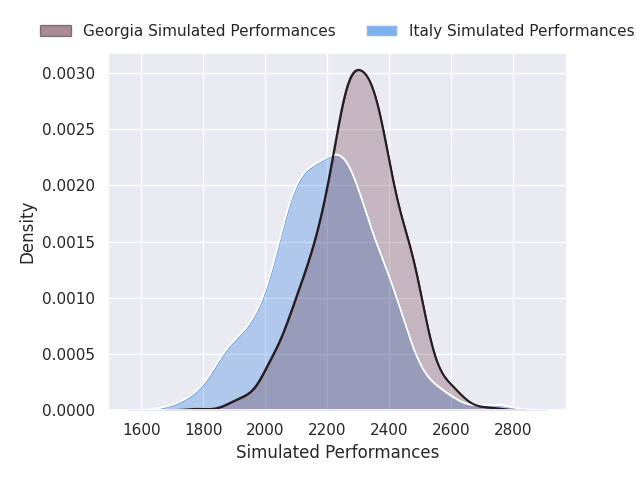 Georgia Simulated Performances Italy Simulated Performances
0.0030
0.0025
0.0020
0.0015
0.0010
0.0005
0.0000
Density
1600 1800 2000 2200 2400 2600 2800
Simulated Performances